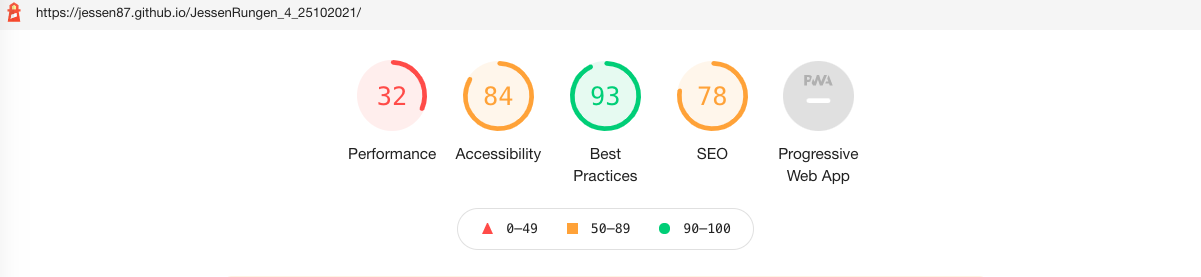 https://jessen87.github.io/JessenRungen_4_25102021/
32
84
93
78
PWA
Performance
Accessibility
Best
Practices
SEO
Progressive
Web App
0–49
50–89
90–100